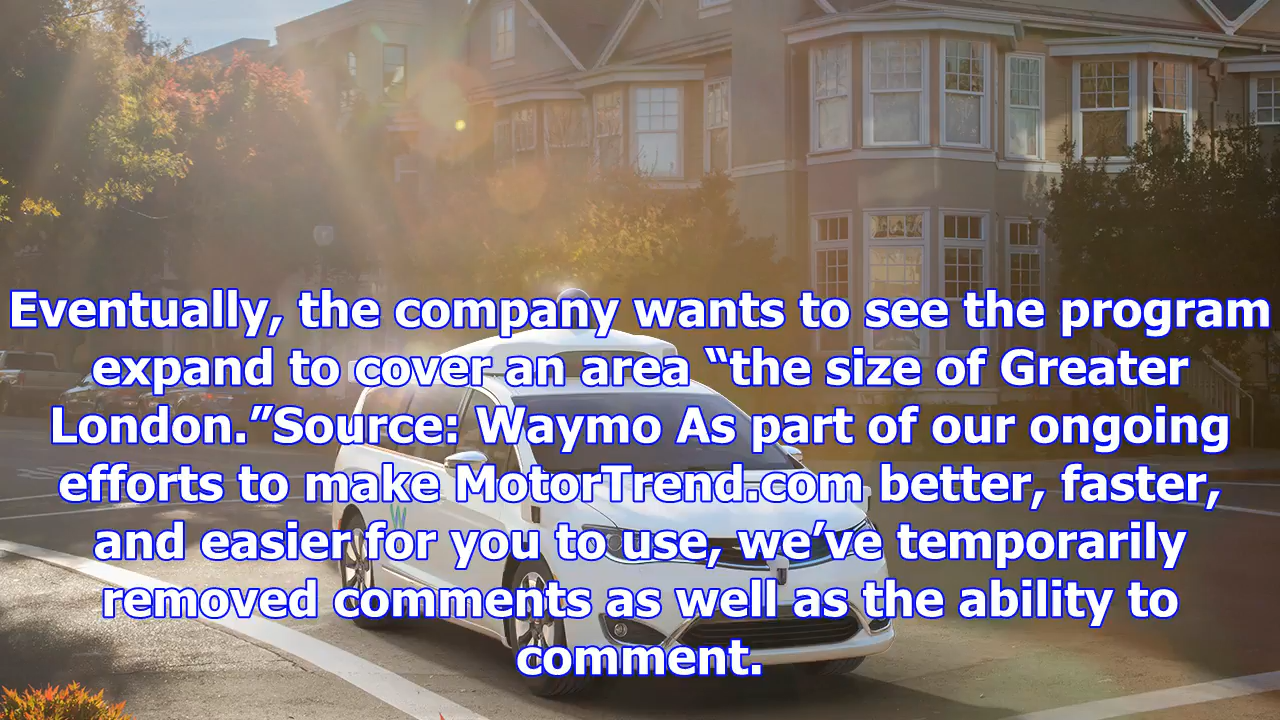 Eventually, the company wants to see the program
expand to cover an area “the size of Greater
London.”Source: Waymo As part of our ongoing
efforts to make MotorTrend.com better, faster,
and easier for you to use, we’ve temporarily
removed comments as well as the ability to
comment.